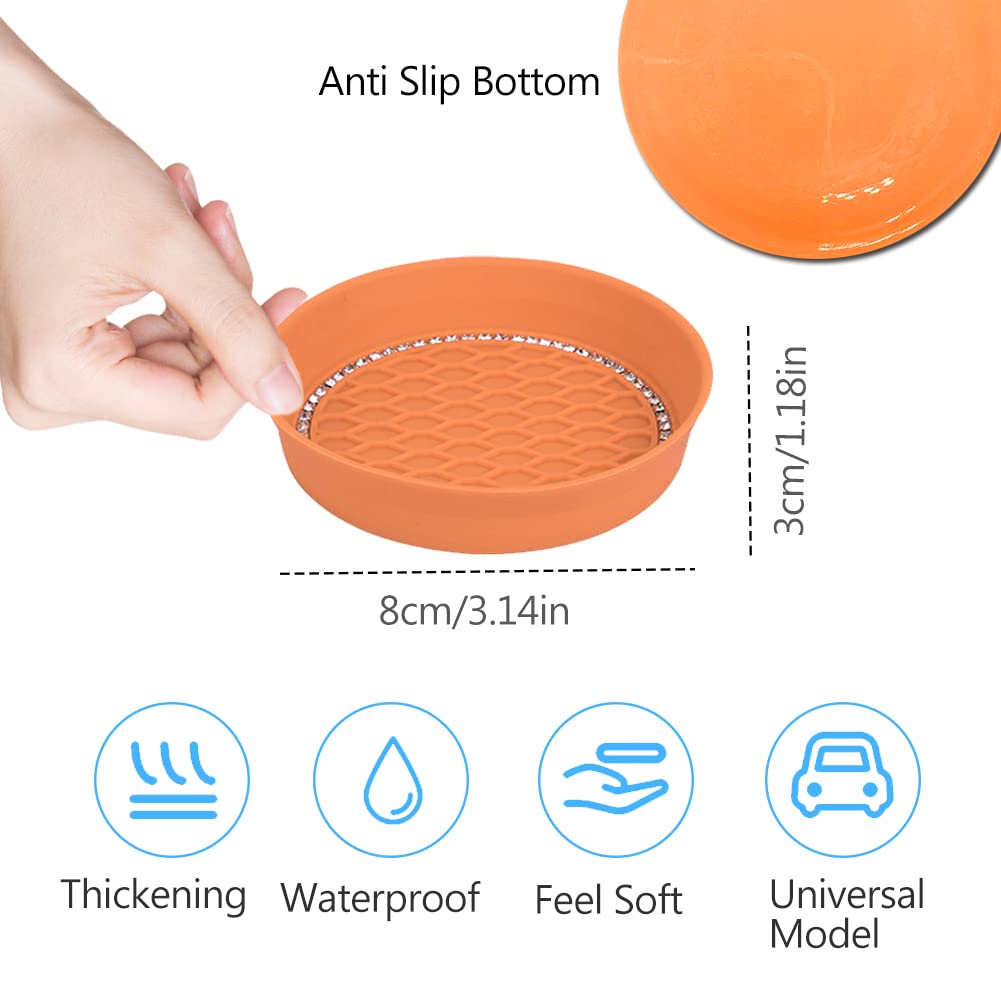 Anti Slip Bottom
3cm/1.18in
8cm/3.14in
Thickening
Waterproof
Feel Soft
Universal
Model